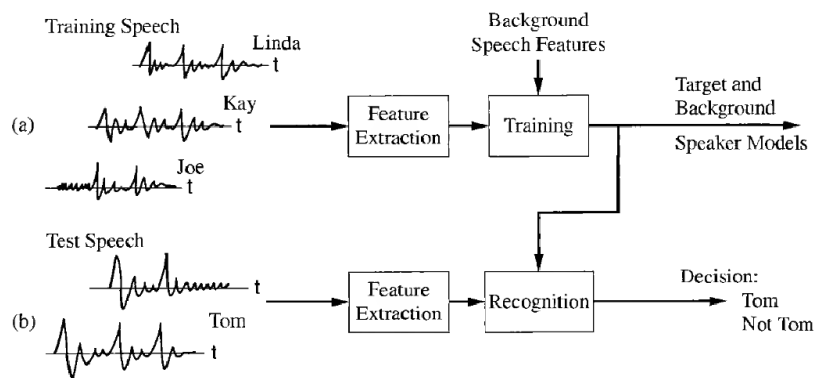 Training Speech
Linda
t
Background
Speech Features
(a)
Kay
t
Feature
Extraction
Training
Target and
Background
Speaker Models
Joe
t
Test Speech
t
(b)
Tom
t
Feature
Extraction
Recognition
Decision:
Tom
Not Tom